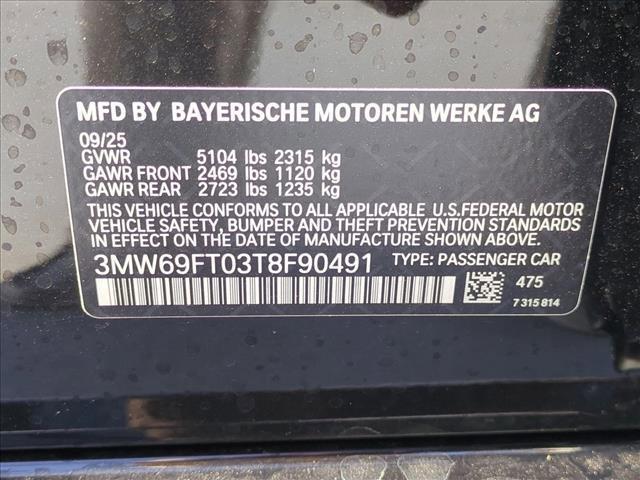 MFD BY BAYERISCHE MOTOREN WERKE AG
09/25
GVWR 5104 lbs 2315 kg
GAWR FRONT 2469 lbs 1120 kg
GAWR REAR 2723 lbs 1235 kg
THIS VEHICLE CONFORMS TO ALL APPLICABLE U.S.FEDERAL MOTOR
VEHICLE SAFETY, BUMPER AND THEFT PREVENTION STANDARDS
IN EFFECT ON THE DATE OF MANUFACTURE SHOWN ABOVE.
3MW69FT03T8F90491 TYPE: PASSENGER CAR
475
7 315 814